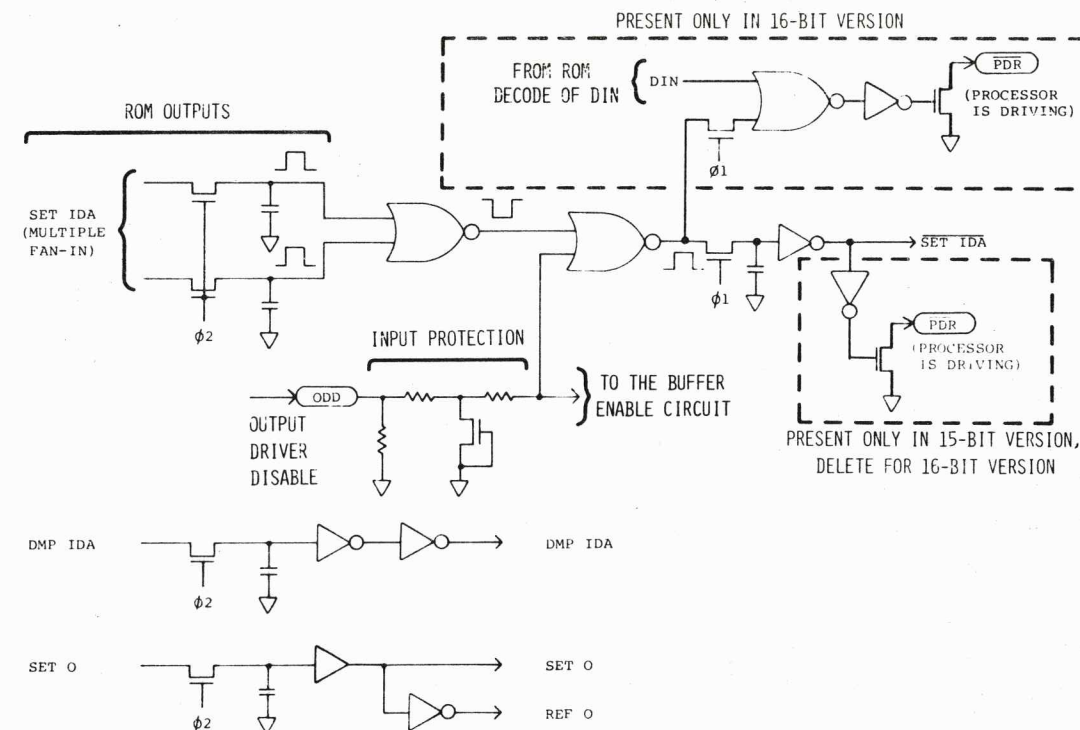 PRESENT ONLY IN 16-BIT VERSION
FROM ROM
DECODE OF DIN
DIN
PDR
(PROCESSOR
IS DRIVING)
ROM OUTPUTS
ϕ1
SET IDA
(MULTIPLE
FAN-IN)
SET IDA
ϕ1
ϕ2
PDR
(PROCESSOR
IS DRIVING)
INPUT PROTECTION
ODD
TO THE BUFFER
ENABLE CIRCUIT
OUTPUT
DRIVER
DISABLE
PRESENT ONLY IN 15-BIT VERSION,
DELETE FOR 16-BIT VERSION
DMP IDA
DMP IDA
ϕ2
SET O
SET O
ϕ2
REF O